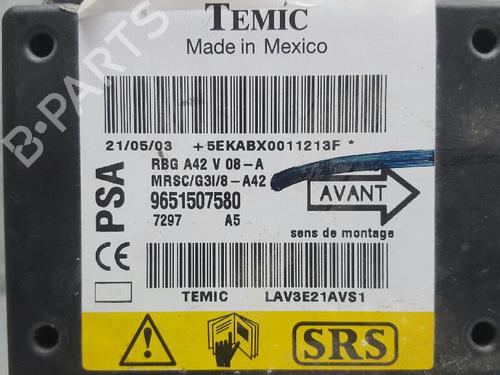 TEMIC
Made in Mexico
21/05/03 +5EKABX0011213F *
RBG A42 V 08-A
MRSC/G3I/8-A42
9651507580
7297 A5
PSA
CE
AVANT
sens de montage
TEMIC LAV3E21AVS1
SRS
B-PARTS